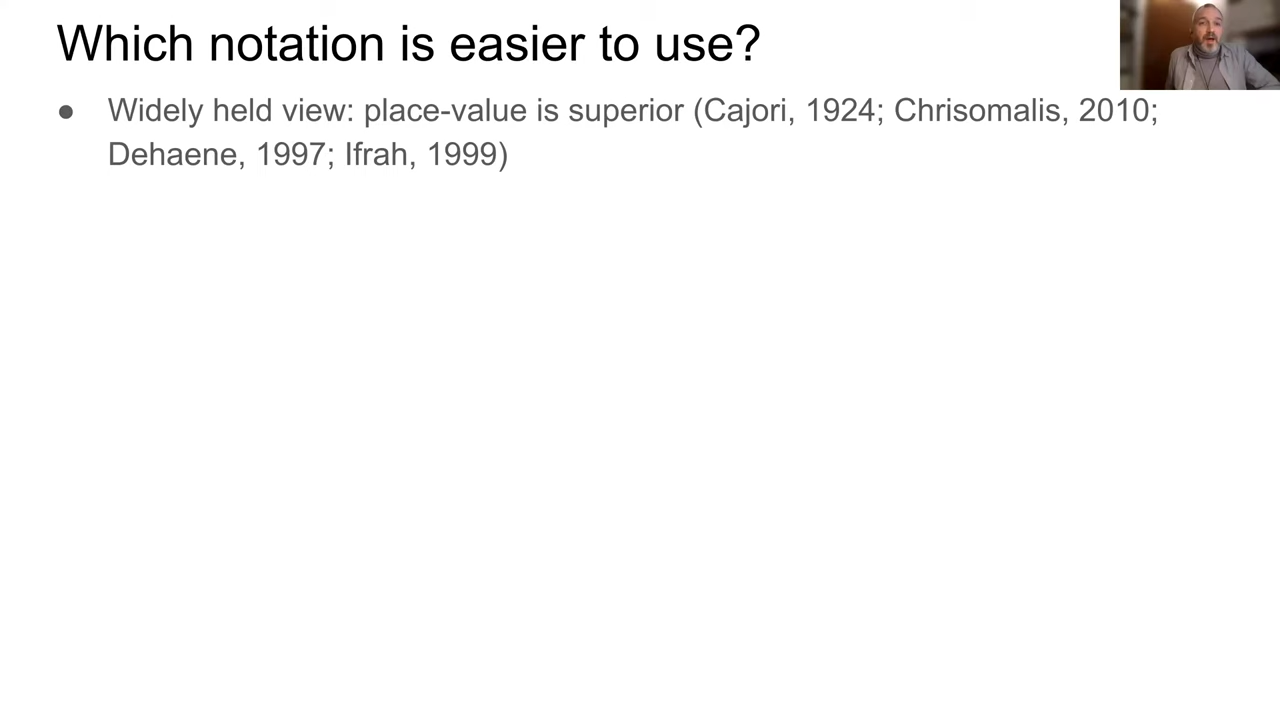 Which notation is easier to use?
● Widely held view: place-value is superior (Cajori, 1924; Chrisomalis, 2010;
Dehaene, 1997; Ifrah, 1999)